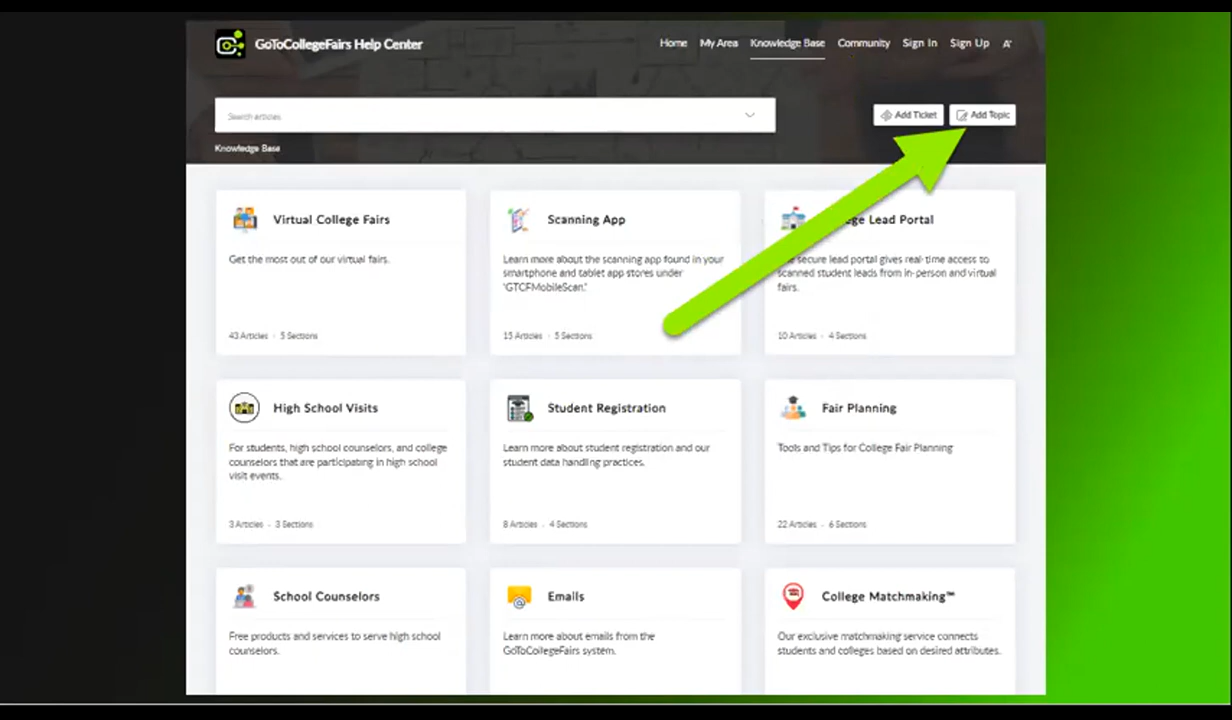 GoToCollegeFairs Help Center
Home My Area Knowledge Base Community Sign In Sign Up A
Search articles
Add Ticket Add Topic
Knowledge Base
Virtual College Fairs
Get the most out of our virtual fairs.
43 Articles · 5 Sections
Scanning App
Learn more about the scanning app found in your
smartphone and tablet app stores under
'GTCFMobileScan.'
15 Articles · 5 Sections
Lead Portal
secure lead portal gives real-time access to
scanned student leads from in-person and virtual
fairs.
10 Articles · 4 Sections
High School Visits
For students, high school counselors, and college
counselors that are participating in high school
visit events.
3 Articles · 3 Sections
Student Registration
Learn more about student registration and our
student data handling practices.
8 Articles · 4 Sections
Fair Planning
Tools and Tips for College Fair Planning
22 Articles · 6 Sections
School Counselors
Free products and services to serve high school
counselors.
Emails
Learn more about emails from the
GoToCollegeFairs system.
College Matchmaking™
Our exclusive matchmaking service connects
students and colleges based on desired attributes.